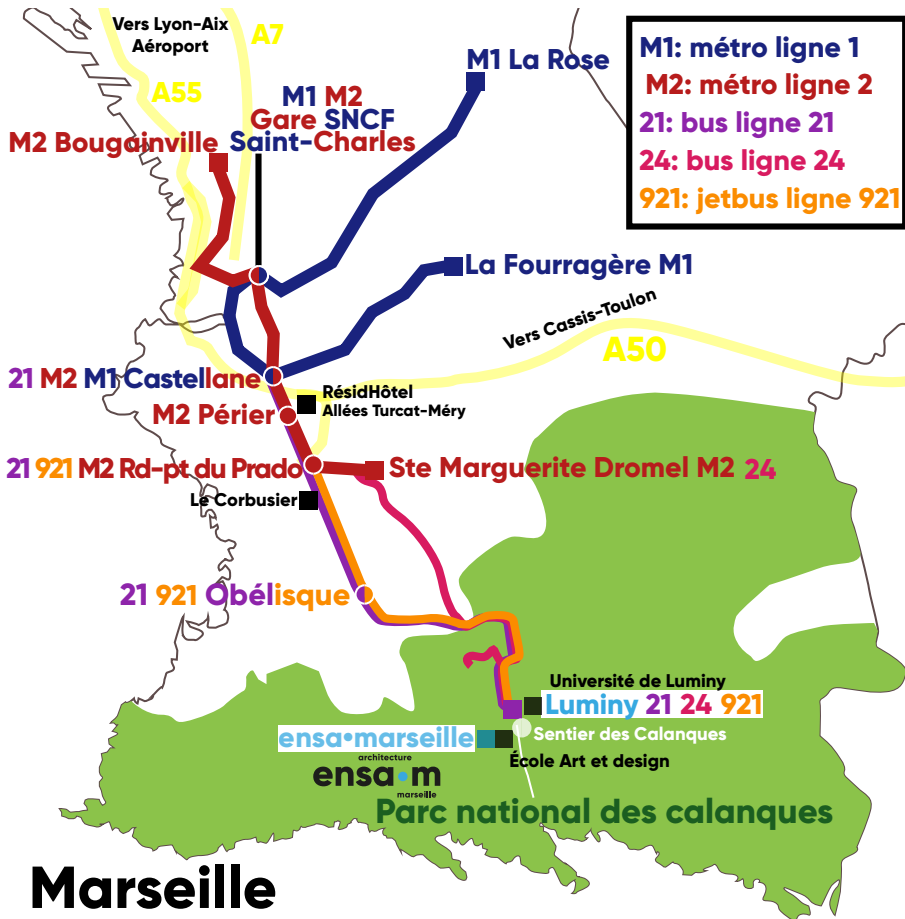 Vers Lyon-Aix
Aéroport
A7
A55
M1 La Rose
M1: métro ligne 1
M2: métro ligne 2
21: bus ligne 21
24: bus ligne 24
921: jetbus ligne 921
M1 M2
Gare SNCF
Saint-Charles
M2 Bougainville
La Fourragère M1
Vers Cassis-Toulon
A50
21 M2 M1 Castellane
RésidHôtel
Allées Turcat-Méry
M2 Périer
21 921 M2 Rd-pt du Prado
Ste Marguerite Dromel M2 24
Le Corbusier
21 921 Obélisque
Université de Luminy
Luminy 21 24 921
Sentier des Calanques
ensa•marseille
École Art et design
architecture
ensa•m
marseille
Parc national des calanques
Marseille